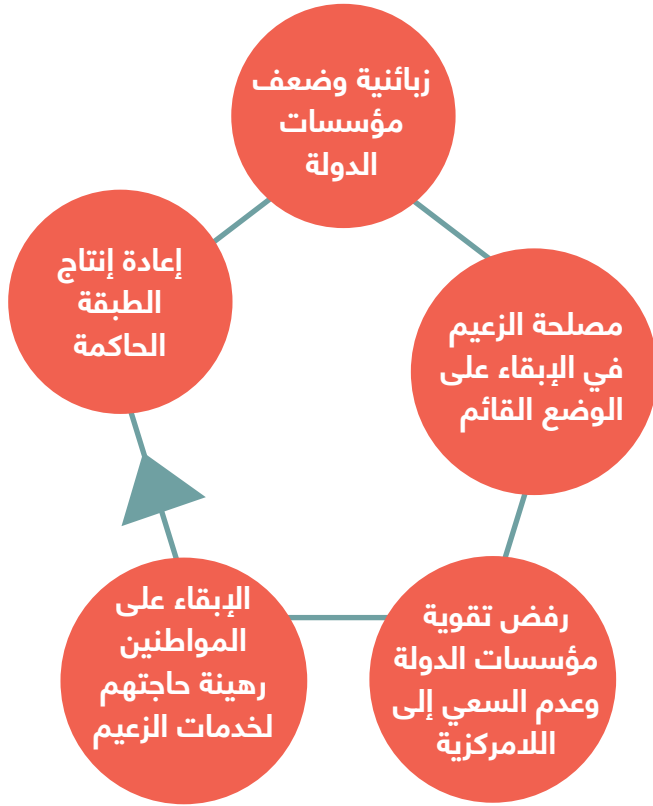 زبائنية وضعف
مؤسسات
الدولة
مصلحة الزعيم
في الإبقاء على
الوضع القائم
رفض تقوية
مؤسسات الدولة
وعدم السعي إلى
اللامركزية
الإبقاء على
المواطنين
رهينة حاجتهم
لخدمات الزعيم
إعادة إنتاج
الطبقة
الحاكمة